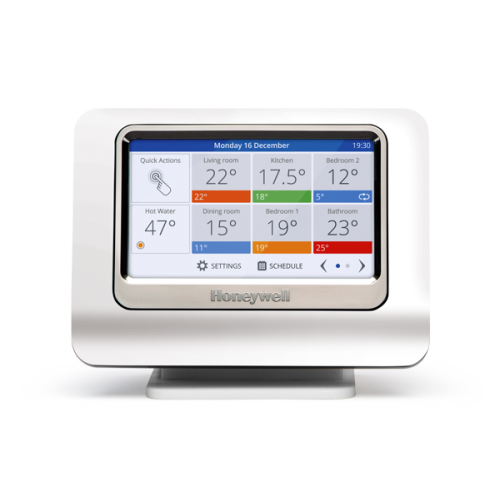 Monday 16 December 19:30
Quick Actions
Living room
22°
22°
Kitchen
17.5°
18°
Bedroom 2
12°
5°
Hot Water
47°
Dining room
15°
11°
Bedroom 1
19°
19°
Bathroom
23°
25°
SETTINGS
SCHEDULE
Honeywell